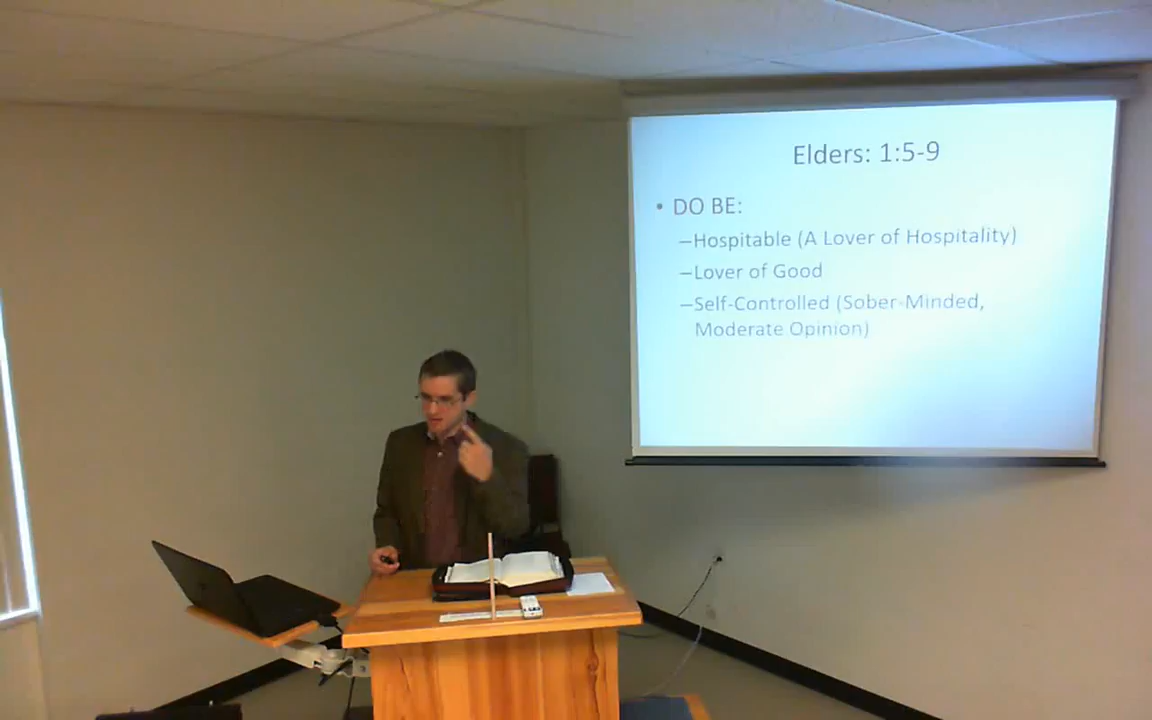 Elders: 1:5-9
• DO BE:
–Hospitable (A Lover of Hospitality)
–Lover of Good
–Self-Controlled (Sober-Minded,
Moderate Opinion)